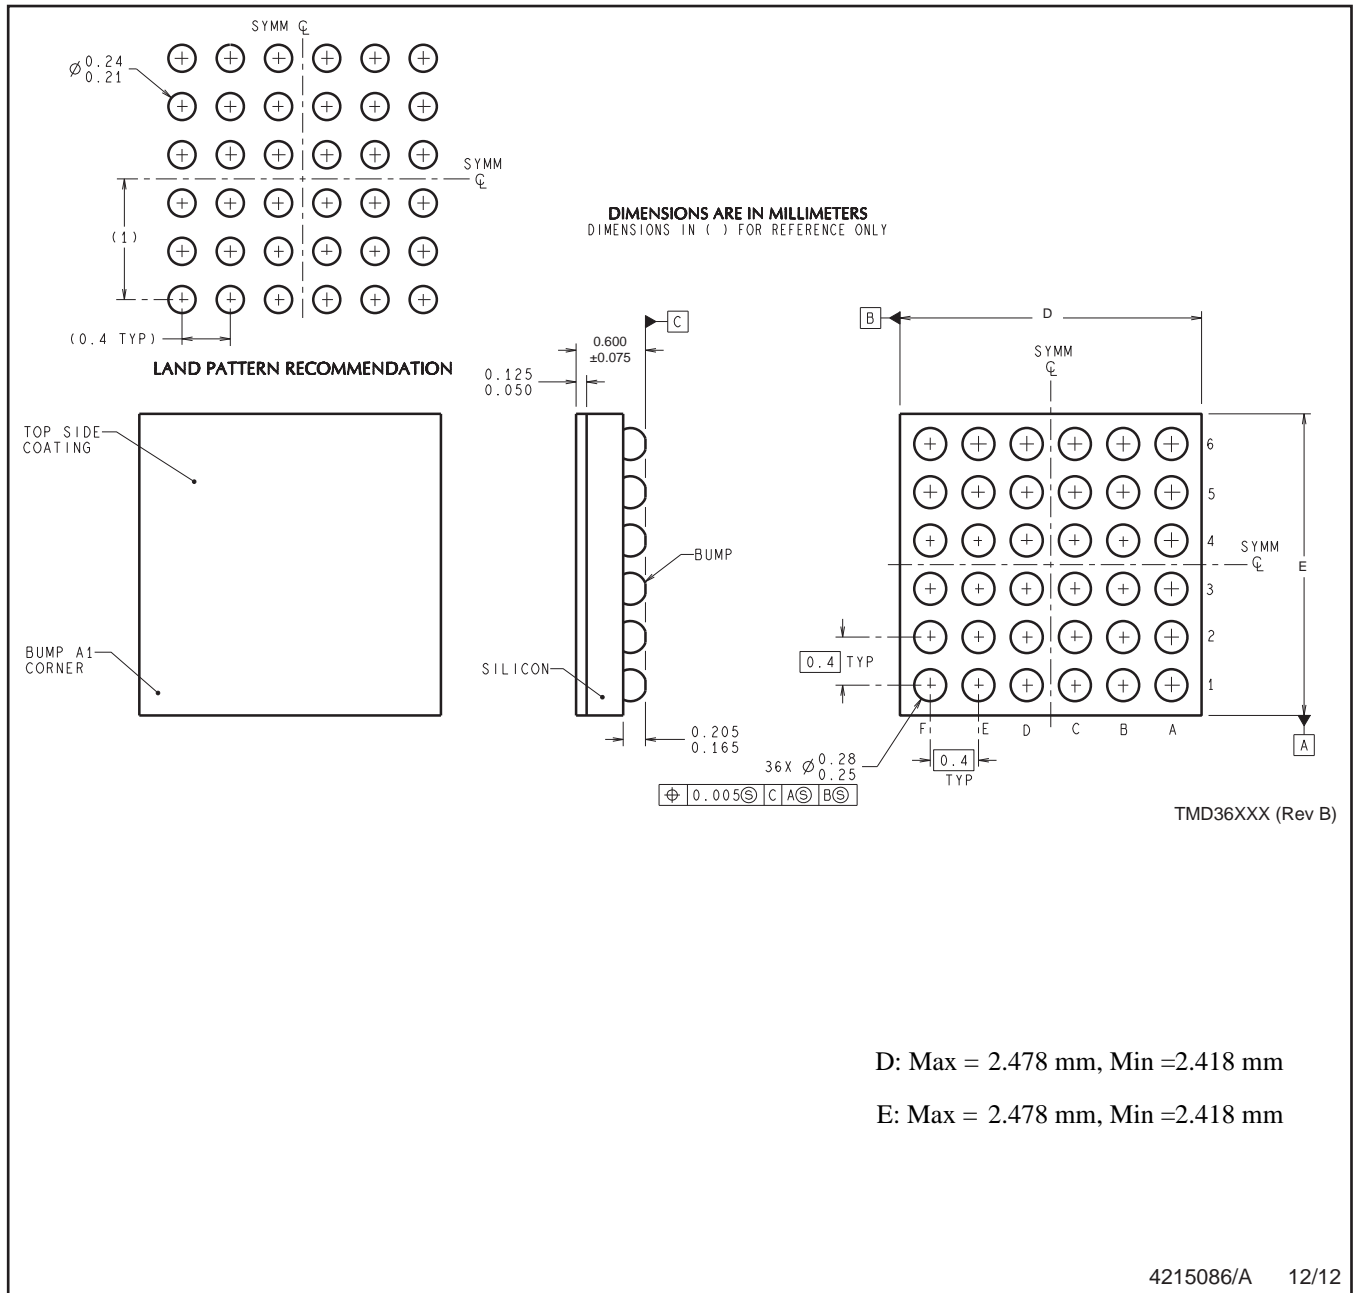 SYMM ℄
Ø 0.24
0.21
SYMM
℄
(1)
(0.4 TYP)
LAND PATTERN RECOMMENDATION
DIMENSIONS ARE IN MILLIMETERS
DIMENSIONS IN ( ) FOR REFERENCE ONLY
TOP SIDE
COATING
BUMP A1
CORNER
C
0.600
±0.075
0.125
0.050
BUMP
SILICON
0.205
0.165
B
D
SYMM
℄
6
5
4
3
2
1
SYMM
℄
E
0.4 TYP
F E D C B A
A
36X Ø 0.28
0.25
0.4
TYP
⌖ 0.005Ⓢ C AⓈ BⓈ
TMD36XXX (Rev B)
D: Max = 2.478 mm, Min =2.418 mm
E: Max = 2.478 mm, Min =2.418 mm
4215086/A 12/12